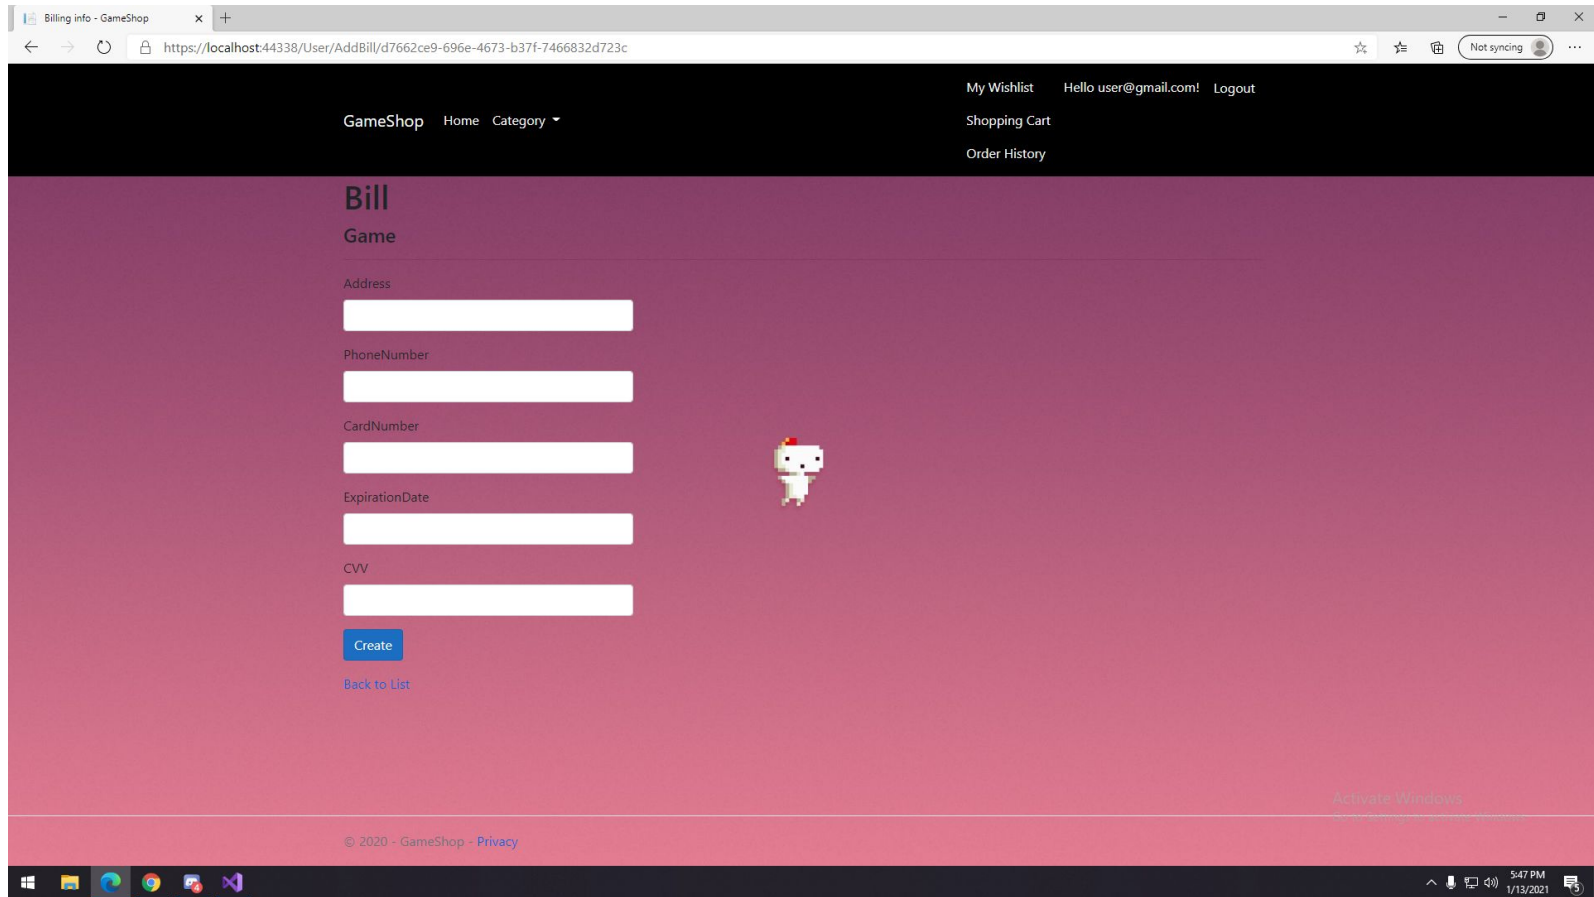 Billing info - GameShop
https://localhost:44338/User/AddBill/d7662ce9-696e-4673-b37f-7466832d723c
Not syncing
GameShop Home Category
My Wishlist Hello user@gmail.com! Logout
Shopping Cart
Order History
Bill
Game
Address
PhoneNumber
CardNumber
ExpirationDate
CVV
Create
Back to List
Activate Windows
© 2020 - GameShop - Privacy
4
5:47 PM
1/13/2021
5